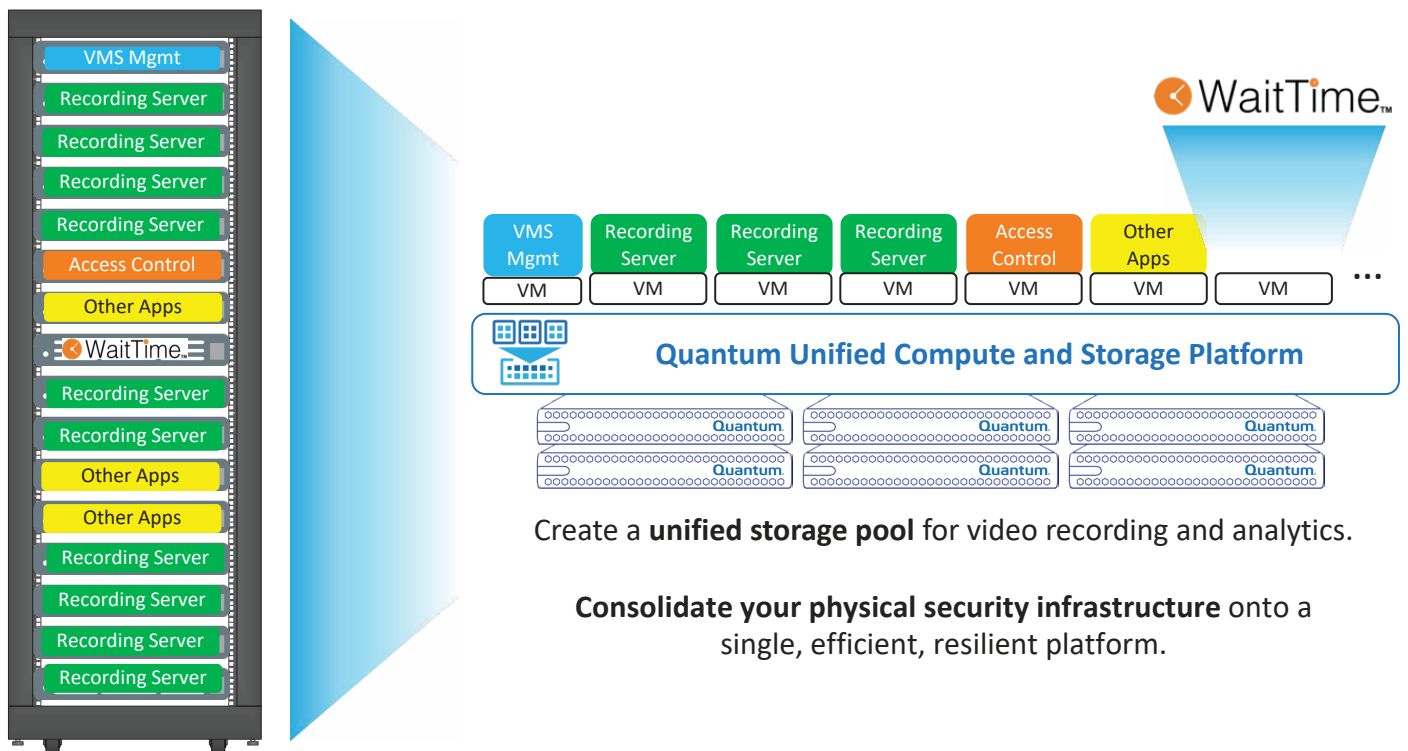 VMS Mgmt
Recording Server
Recording Server
Recording Server
Recording Server
Access Control
Other Apps
WaitTime™
Recording Server
Recording Server
Other Apps
Other Apps
Recording Server
Recording Server
Recording Server
Recording Server
WaitTime™
VMS
Mgmt
Recording
Server
Recording
Server
Recording
Server
Access
Control
Other
Apps
VM
VM
VM
VM
VM
VM
VM
...
Quantum Unified Compute and Storage Platform
Quantum.
Quantum.
Quantum.
Quantum.
Quantum.
Quantum.
Create a unified storage pool for video recording and analytics.
Consolidate your physical security infrastructure onto a
single, efficient, resilient platform.